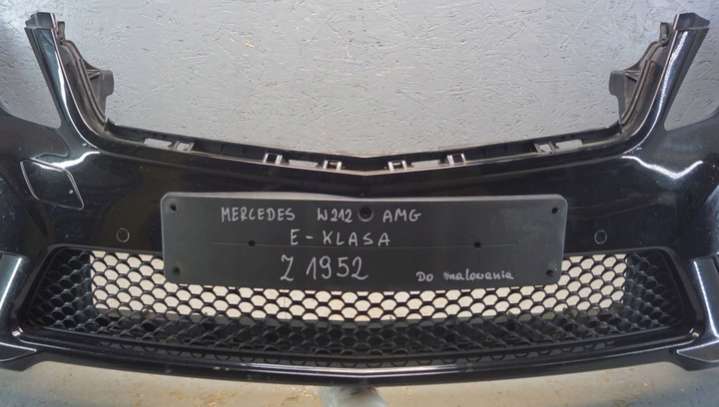 MERCEDES W212 AMG
E-KLASA
Z 1952
Do malowania